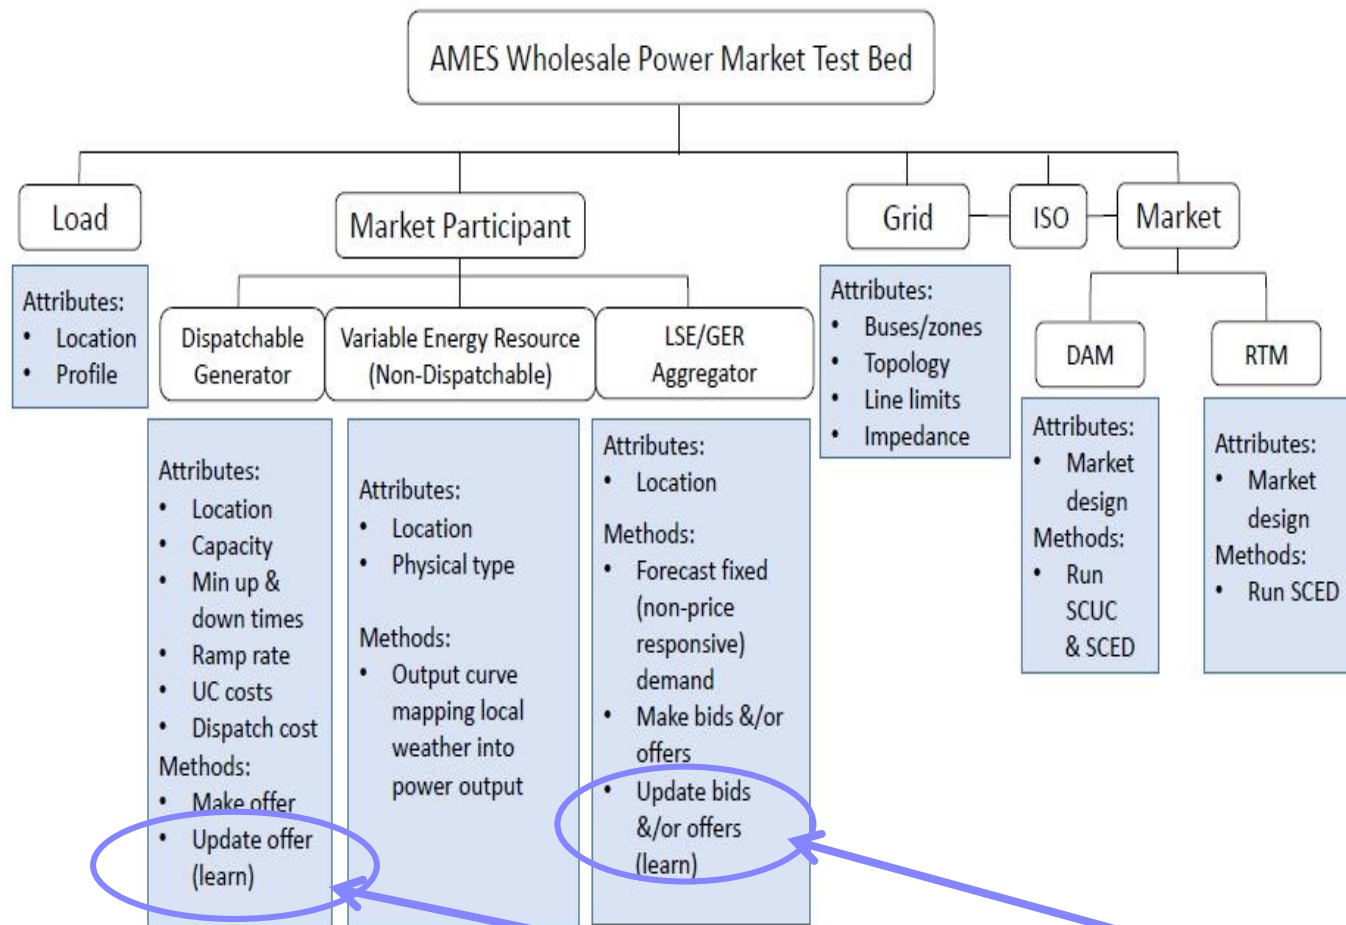 AMES Wholesale Power Market Test Bed
Load
Market Participant
Grid
ISO
Market
Attributes:
• Location
• Profile
Dispatchable
Generator
Variable Energy Resource
(Non-Dispatchable)
LSE/GER
Aggregator
Attributes:
• Buses/zones
• Topology
• Line limits
• Impedance
DAM
RTM
Attributes:
• Location
• Capacity
• Min up &
down times
• Ramp rate
• UC costs
• Dispatch cost
Methods:
• Make offer
• Update offer
(learn)
Attributes:
• Location
• Physical type
Methods:
• Output curve
mapping local
weather into
power output
Attributes:
• Location
Methods:
• Forecast fixed
(non-price
responsive)
demand
• Make bids &/or
offers
• Update bids
&/or offers
(learn)
Attributes:
• Market
design
Methods:
• Run
SCUC
& SCED
Attributes:
• Market
design
Methods:
• Run SCED